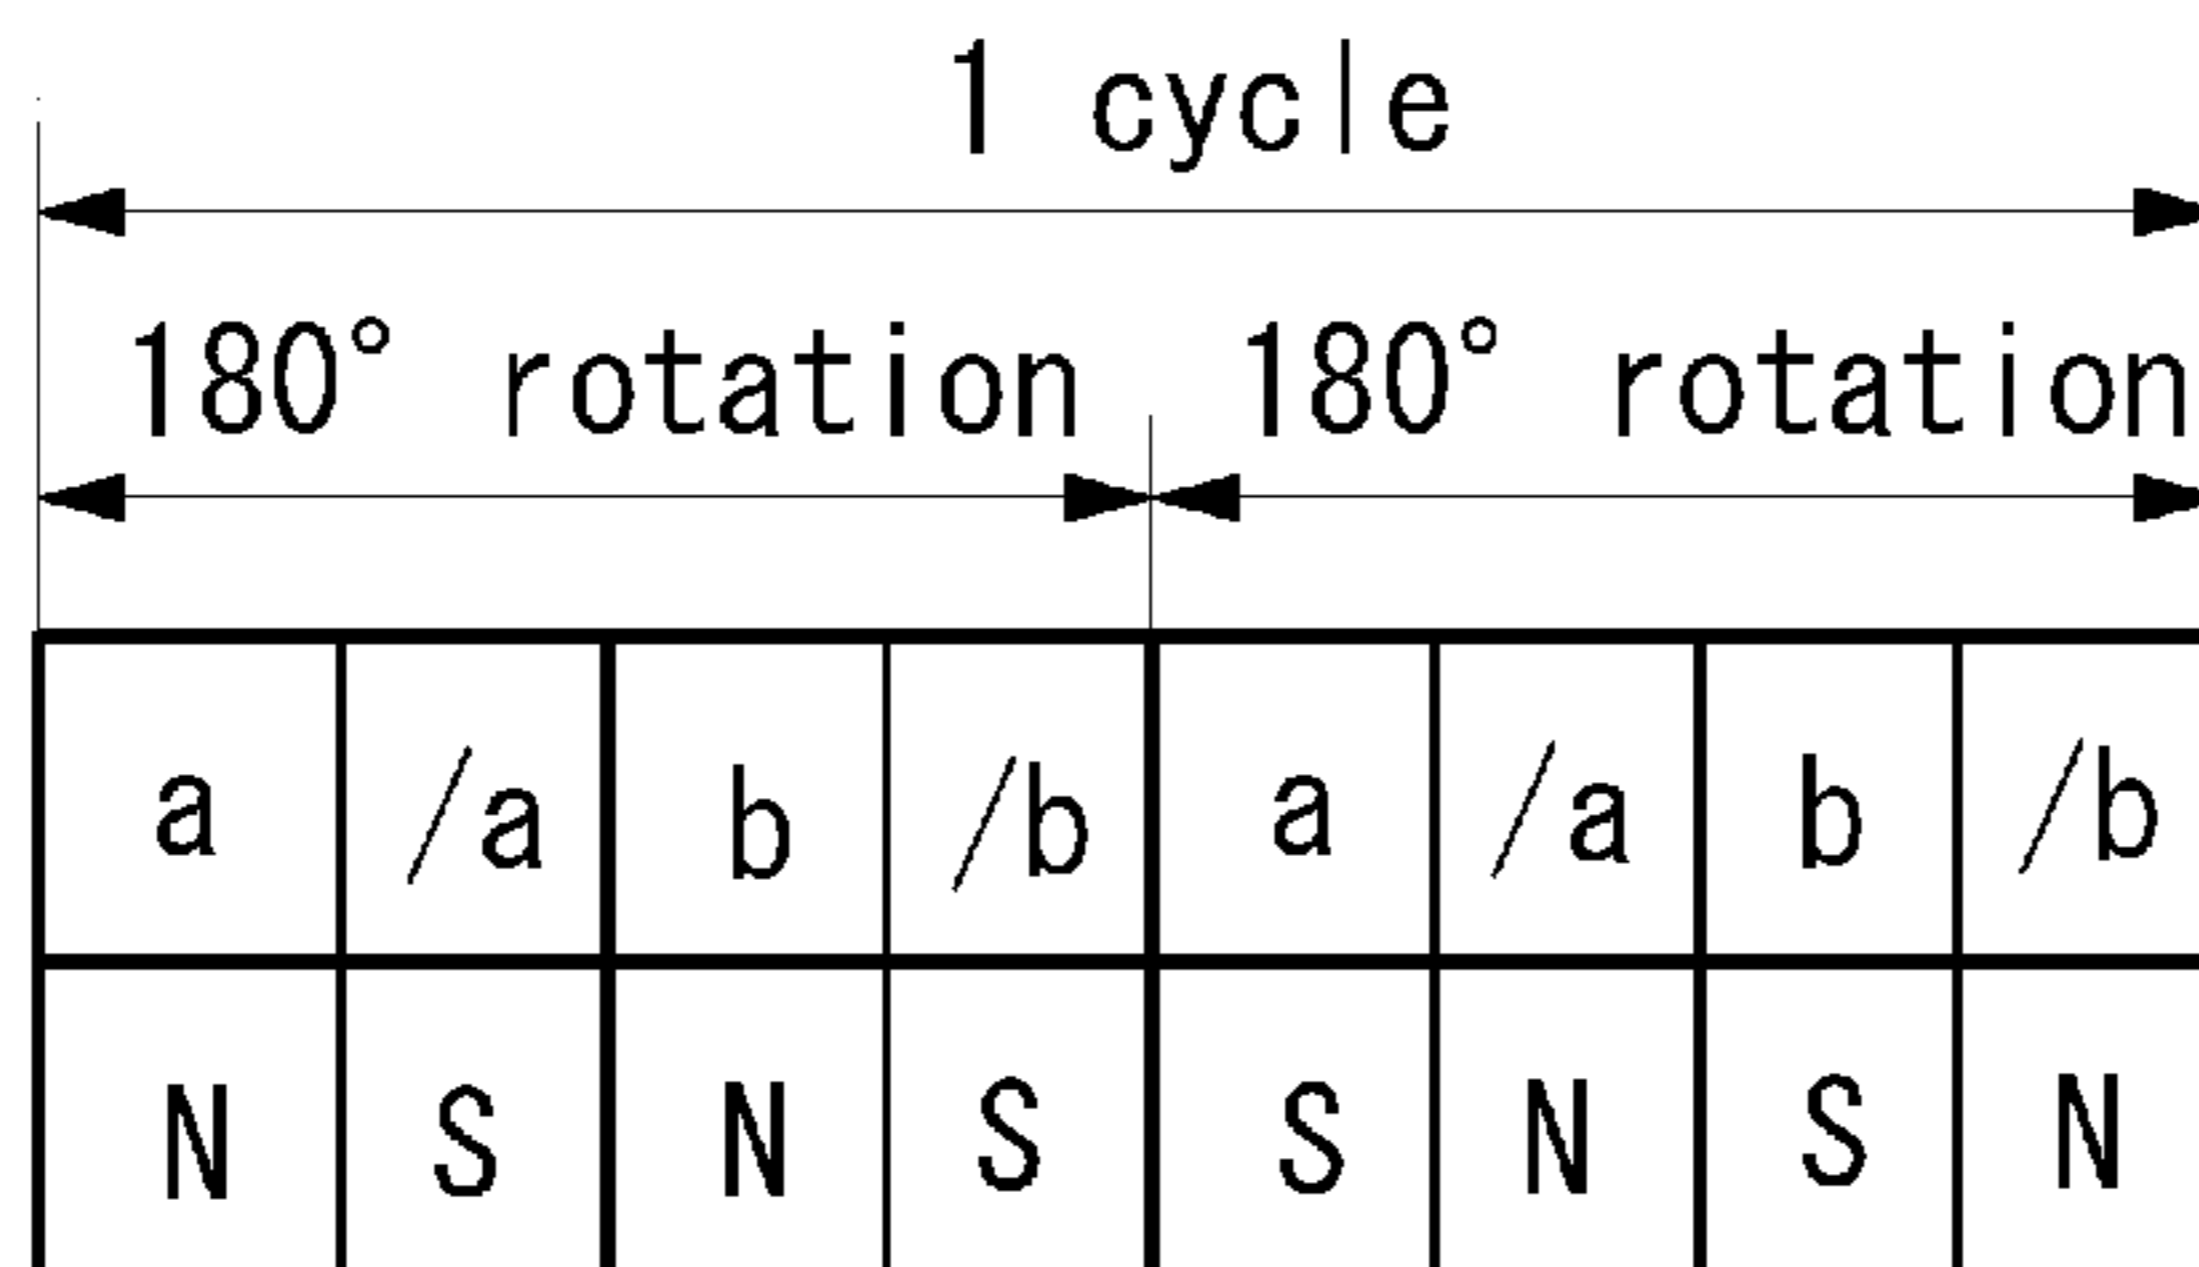 1 cycle
180° rotation 180° rotation
a /a b /b a /a b /b
N S N S S N S N